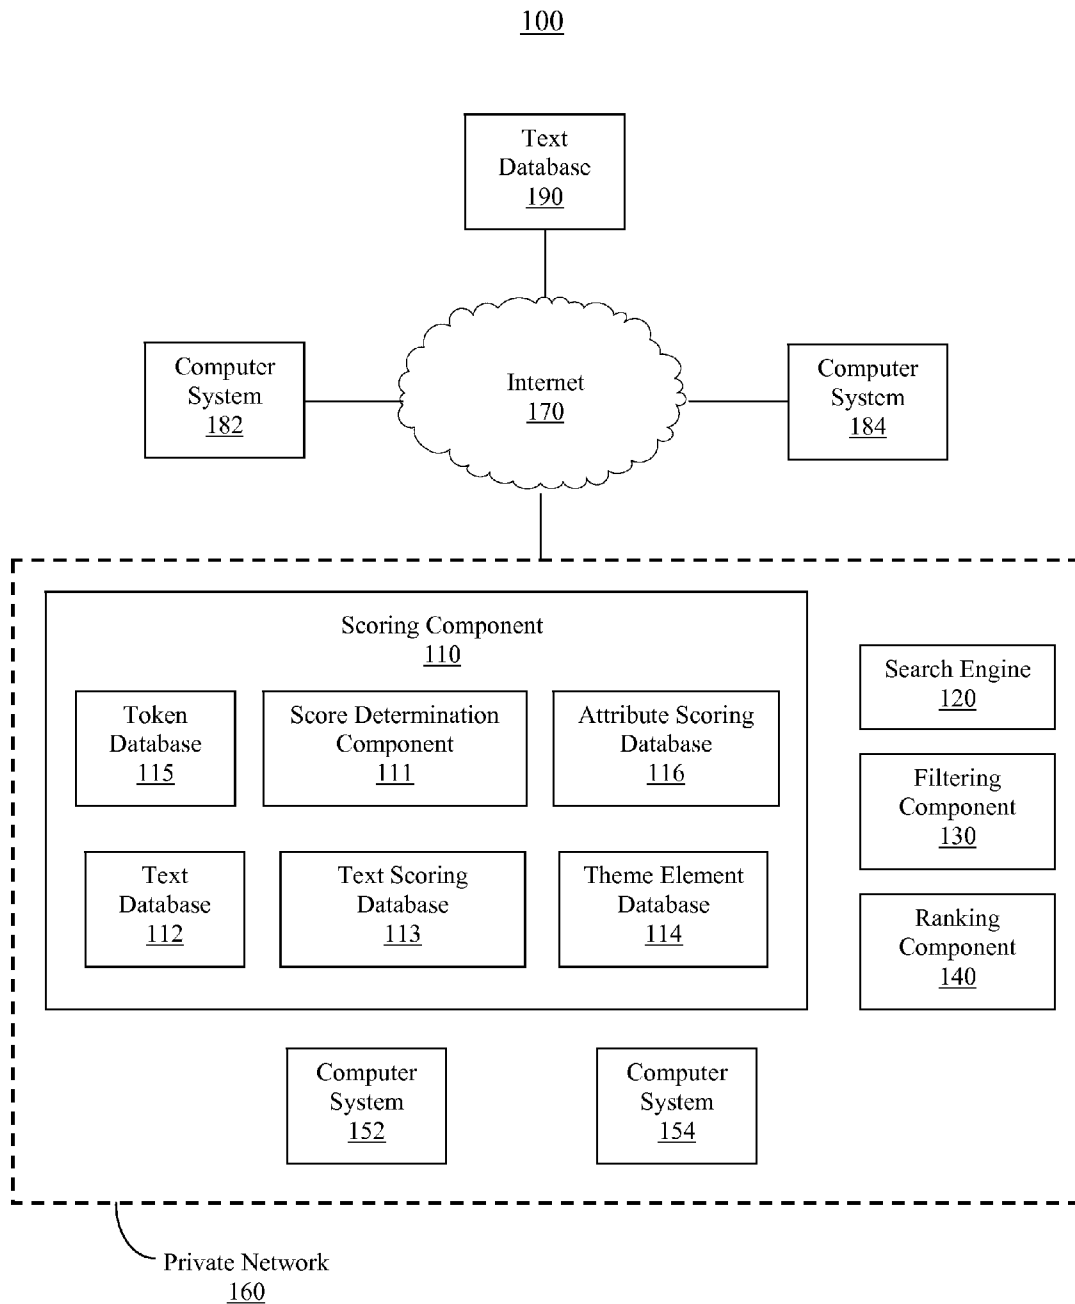 100
Text
Database
190
Computer
System
182
Internet
170
Computer
System
184
Scoring Component
110
Token
Database
115
Score Determination
Component
111
Attribute Scoring
Database
116
Text
Database
112
Text Scoring
Database
113
Theme Element
Database
114
Search Engine
120
Filtering
Component
130
Ranking
Component
140
Computer
System
152
Computer
System
154
Private Network
160